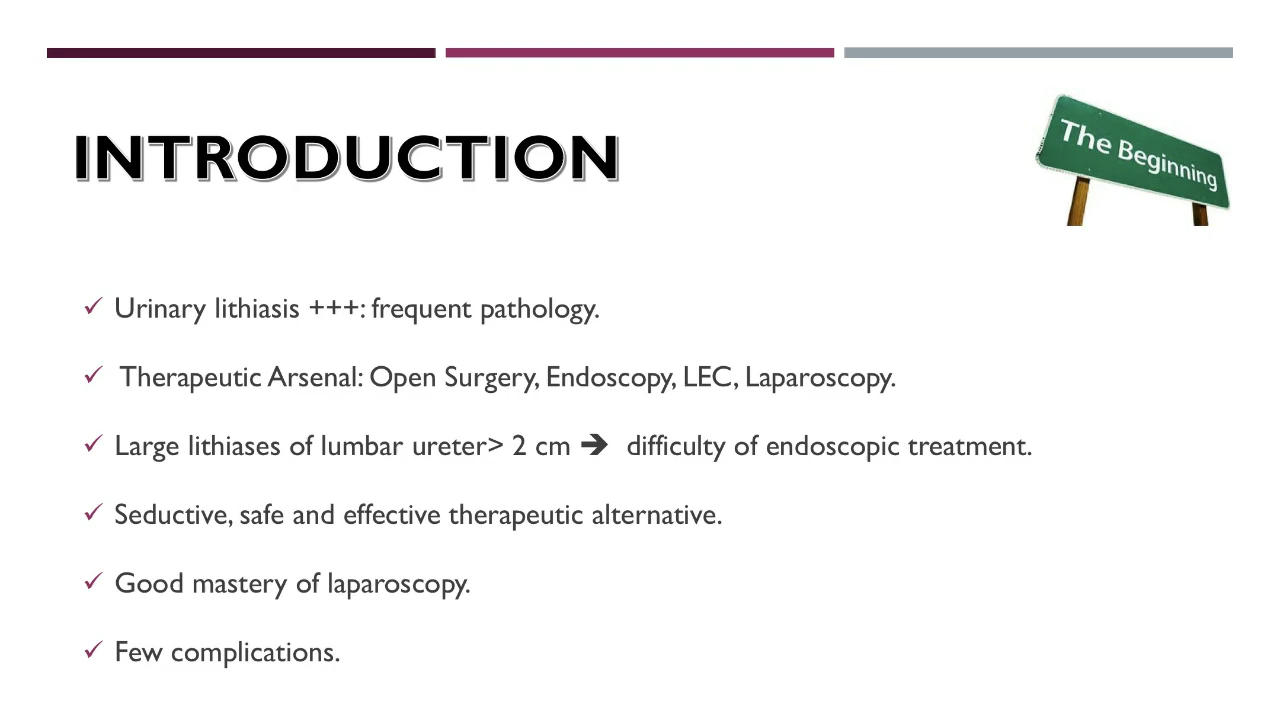 INTRODUCTION
The Beginning
✓ Urinary lithiasis +++: frequent pathology.
✓ Therapeutic Arsenal: Open Surgery, Endoscopy, LEC, Laparoscopy.
✓ Large lithiases of lumbar ureter> 2 cm ➔ difficulty of endoscopic treatment.
✓ Seductive, safe and effective therapeutic alternative.
✓ Good mastery of laparoscopy.
✓ Few complications.